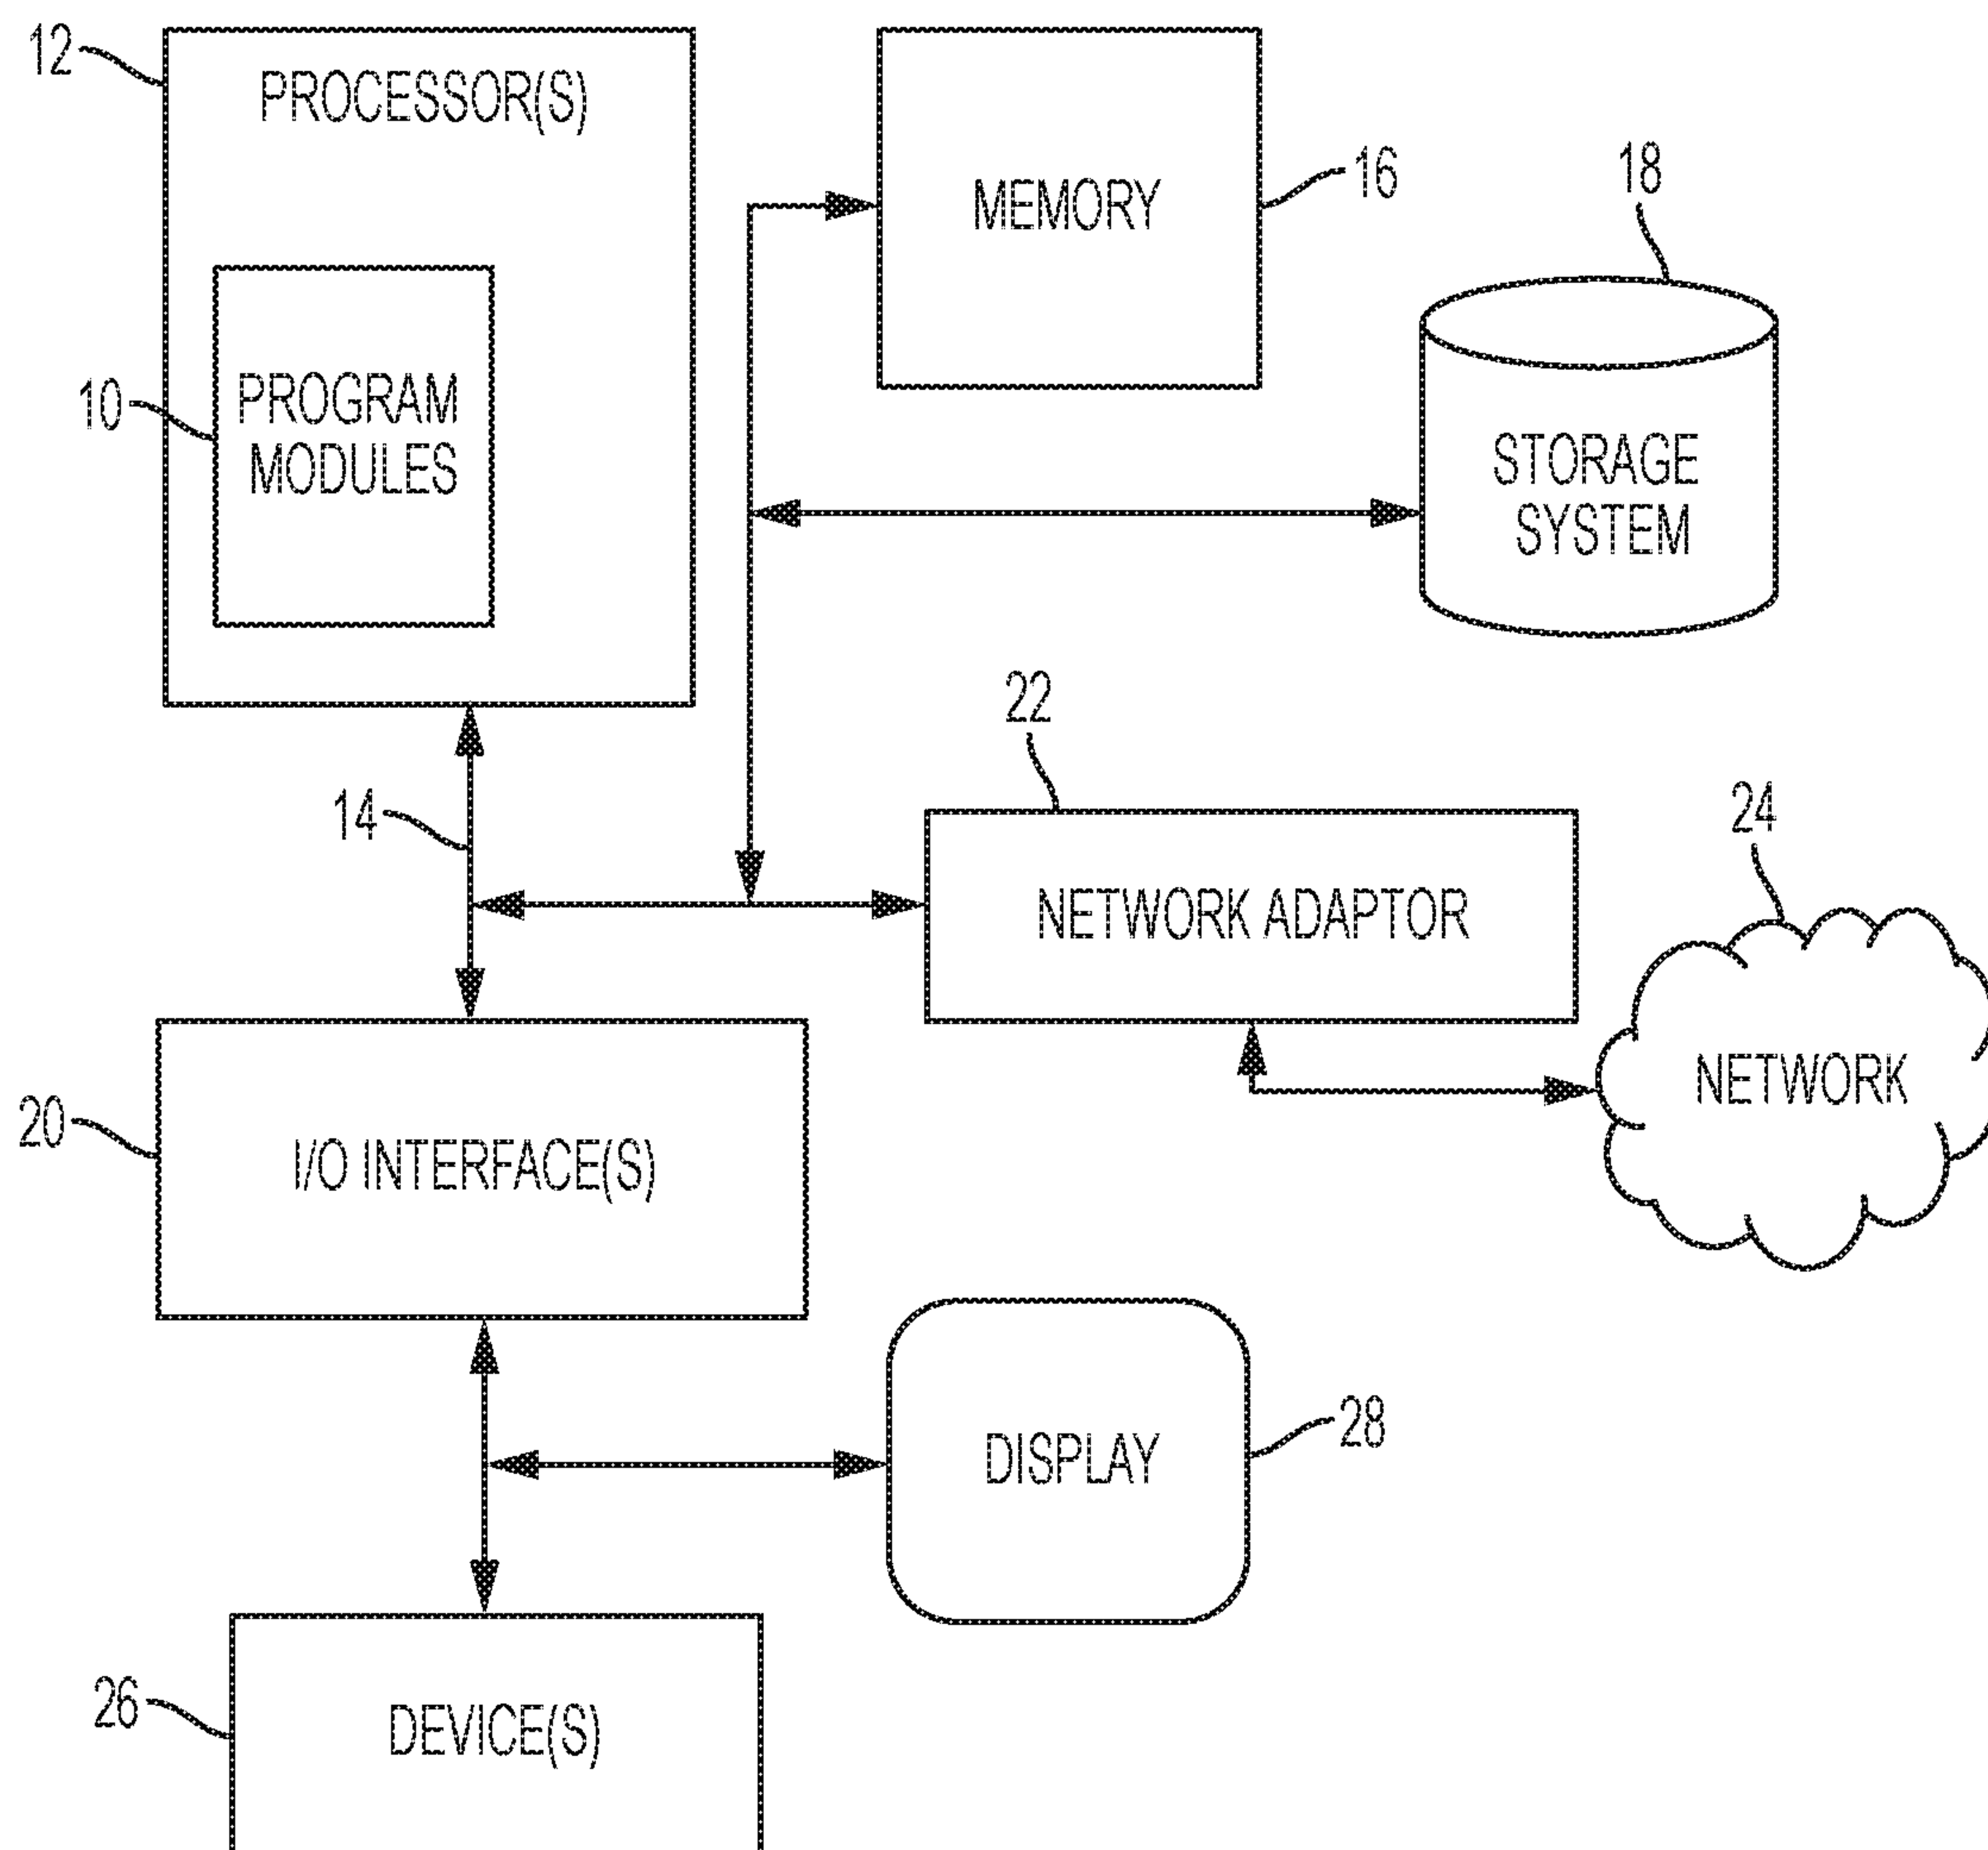 12
PROCESSOR(S)
MEMORY
16
18
10
PROGRAM
MODULES
STORAGE
SYSTEM
22
14
24
NETWORK ADAPTOR
NETWORK
20
I/O INTERFACE(S)
DISPLAY
28
26
DEVICE(S)